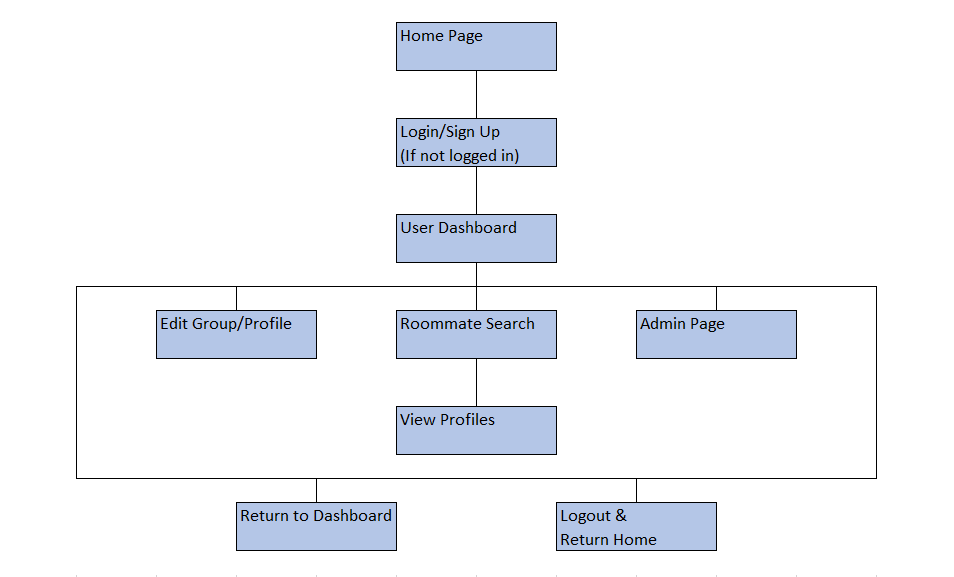 Home Page
Login/Sign Up
(If not logged in)
User Dashboard
Edit Group/Profile
Roommate Search
Admin Page
View Profiles
Return to Dashboard
Logout &
Return Home